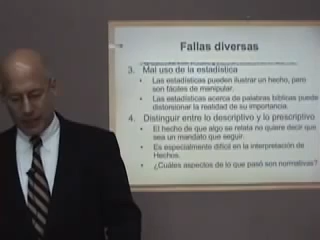 Fallas diversas
3. Mal uso de la estadística
• Las estadísticas pueden ilustrar un hecho, pero
son fáciles de manipular.
• Las estadísticas acerca de palabras bíblicas puede
distorsionar la realidad de su importancia.
4. Distinguir entre lo descriptivo y lo prescriptivo
• El hecho de que algo se relata no quiere decir que
sea un mandato que seguir.
• Es especialmente difícil en la interpretación de
Hechos.
• ¿Cuáles aspectos de lo que pasó son normativas?